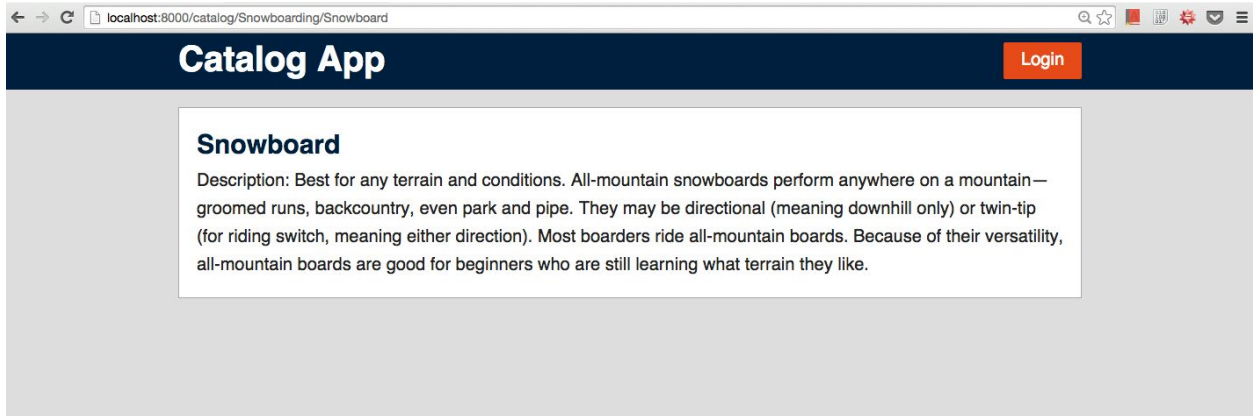 localhost:8000/catalog/Snowboarding/Snowboard
Catalog App
Login
Snowboard
Description: Best for any terrain and conditions. All-mountain snowboards perform anywhere on a mountain—
groomed runs, backcountry, even park and pipe. They may be directional (meaning downhill only) or twin-tip
(for riding switch, meaning either direction). Most boarders ride all-mountain boards. Because of their versatility,
all-mountain boards are good for beginners who are still learning what terrain they like.